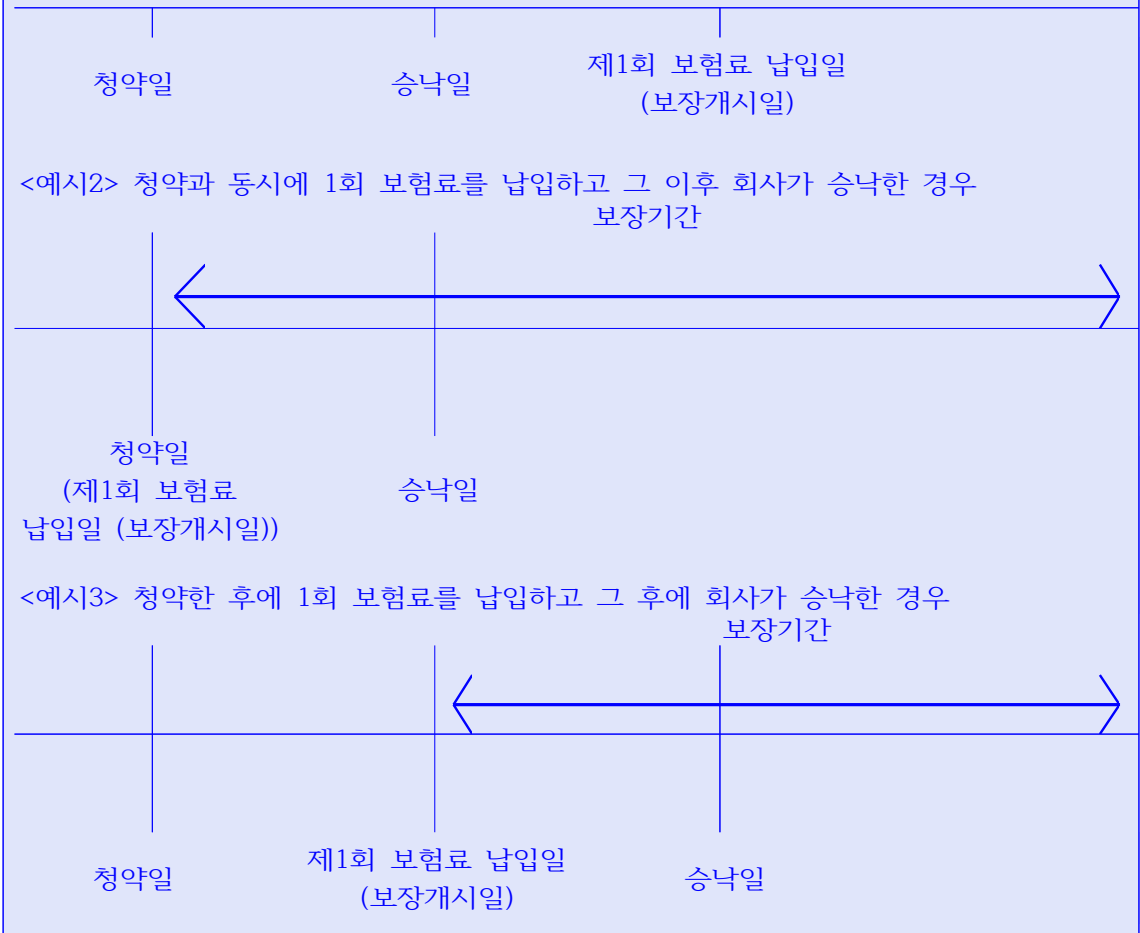 청약일 승낙일 제1회 보험료 납입일
(보장개시일)
<예시2> 청약과 동시에 1회 보험료를 납입하고 그 이후 회사가 승낙한 경우
보장기간
청약일
(제1회 보험료
납입일 (보장개시일))
승낙일
<예시3> 청약한 후에 1회 보험료를 납입하고 그 후에 회사가 승낙한 경우
보장기간
청약일
제1회 보험료 납입일
(보장개시일)
승낙일